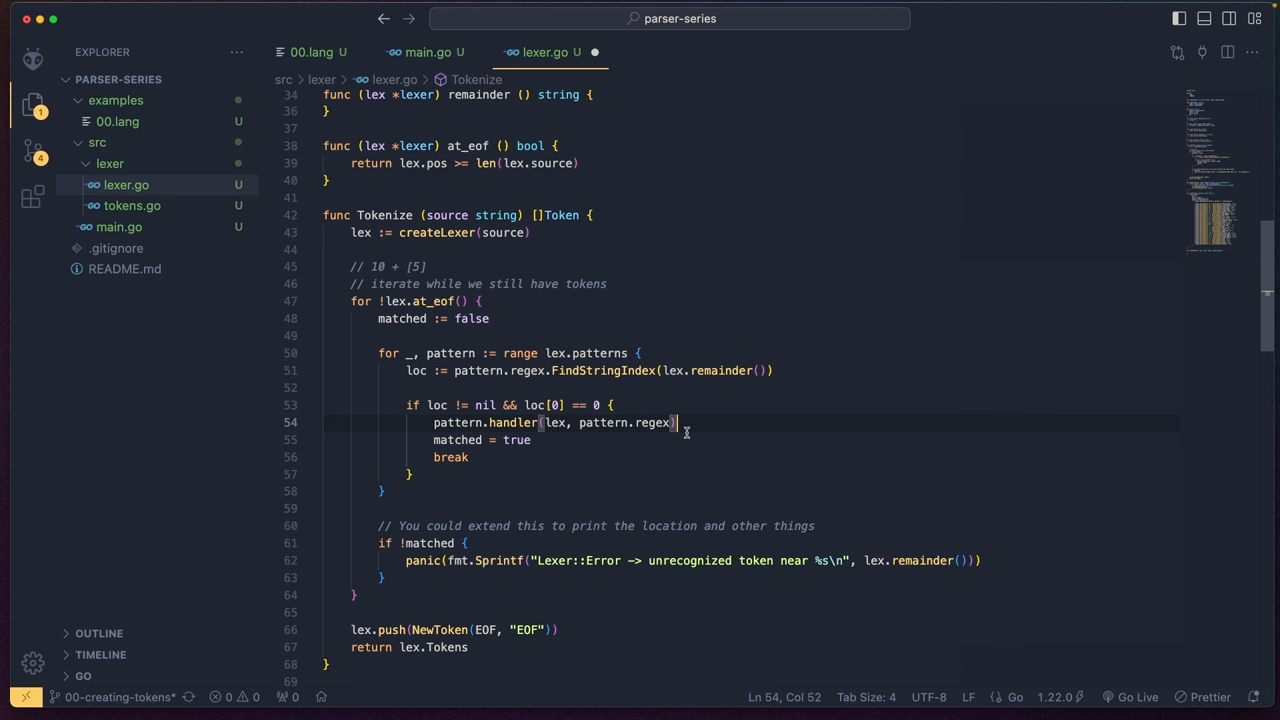 parser-series
EXPLORER
PARSER-SERIES
examples
00.lang U
src
lexer
lexer.go U
tokens.go U
main.go U
.gitignore
README.md
OUTLINE
TIMELINE
GO
1
4
00.lang U
main.go U
lexer.go U
src > lexer > lexer.go > Tokenize
34 func (lex *lexer) remainder () string {
36 }
37
38 func (lex *lexer) at_eof () bool {
39 return lex.pos >= len(lex.source)
40 }
41
42 func Tokenize (source string) []Token {
43 lex := createLexer(source)
44
45 // 10 + [5]
46 // iterate while we still have tokens
47 for !lex.at_eof() {
48 matched := false
49
50 for _, pattern := range lex.patterns {
51 loc := pattern.regex.FindStringIndex(lex.remainder())
52
53 if loc != nil && loc[0] == 0 {
54 pattern.handler(lex, pattern.regex)
55 matched = true
56 break
57 }
58 }
59
60 // You could extend this to print the location and other things
61 if !matched {
62 panic(fmt.Sprintf("Lexer::Error -> unrecognized token near %s\n", lex.remainder()))
63 }
64 }
65
66 lex.push(NewToken(EOF, "EOF"))
67 return lex.Tokens
68 }
69
00-creating-tokens* 0 0 0 Ln 54, Col 52 Tab Size: 4 UTF-8 LF Go 1.22.0 Go Live Prettier